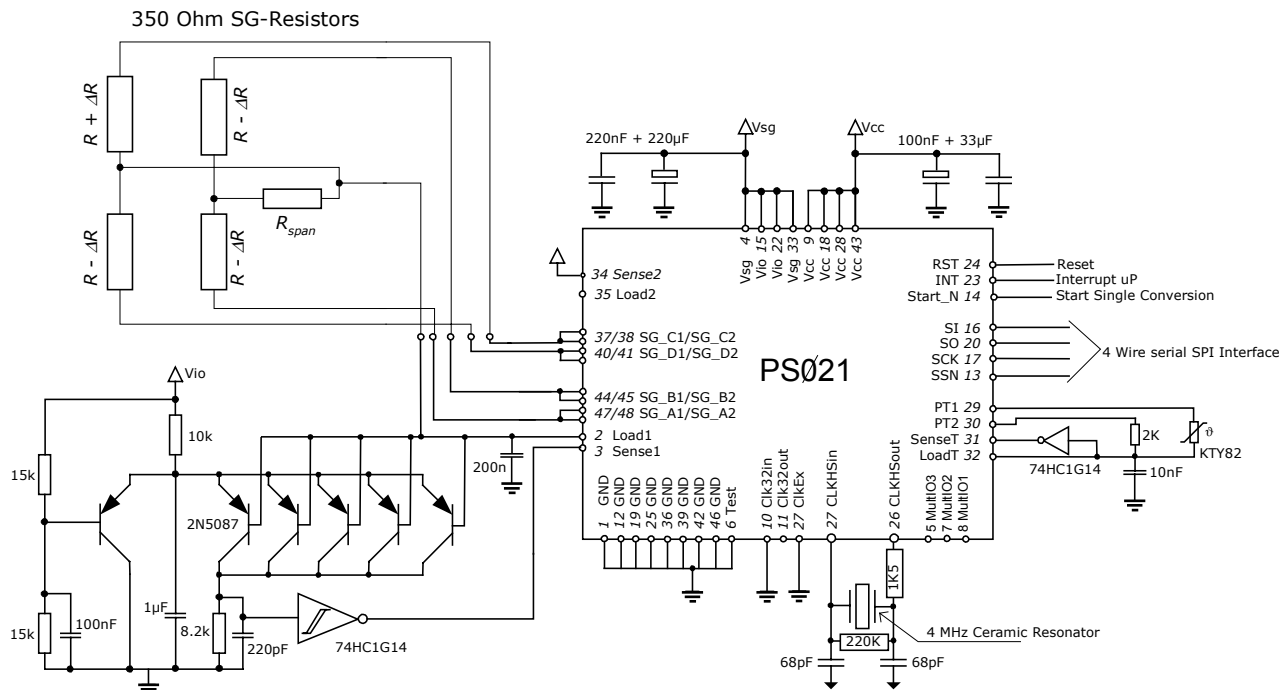 350 Ohm SG-Resistors
R + ΔR
R - ΔR
R - ΔR
R - ΔR
Rspan
220nF + 220µF
Vsg
Vcc
100nF + 33µF
4 Vsg
15 Vio
22 Vio
33 Vsg
9 Vcc
18 Vcc
28 Vcc
43 Vcc
34 Sense2
35 Load2
37/38 SG_C1/SG_C2
40/41 SG_D1/SG_D2
44/45 SG_B1/SG_B2
47/48 SG_A1/SG_A2
2 Load1
3 Sense1
PSØ21
RST 24
Reset
INT 23
Interrupt uP
Start_N 14
Start Single Conversion
SI 16
SO 20
SCK 17
SSN 13
4 Wire serial SPI Interface
PT1 29
PT2 30
SenseT 31
LoadT 32
74HC1G14
2K
ϑ
KTY82
10nF
1 GND
12 GND
19 GND
25 GND
36 GND
39 GND
42 GND
46 GND
6 Test
10 Clk32in
11 Clk32out
27 ClkEx
27 CLKHSin
26 CLKHSout
5 MultIO3
7 MultIO2
8 MultIO1
1K5
4 MHz Ceramic Resonator
220K
68pF
68pF
Vio
10k
15k
200n
2N5087
15k
100nF
1µF
8.2k
220pF
74HC1G14